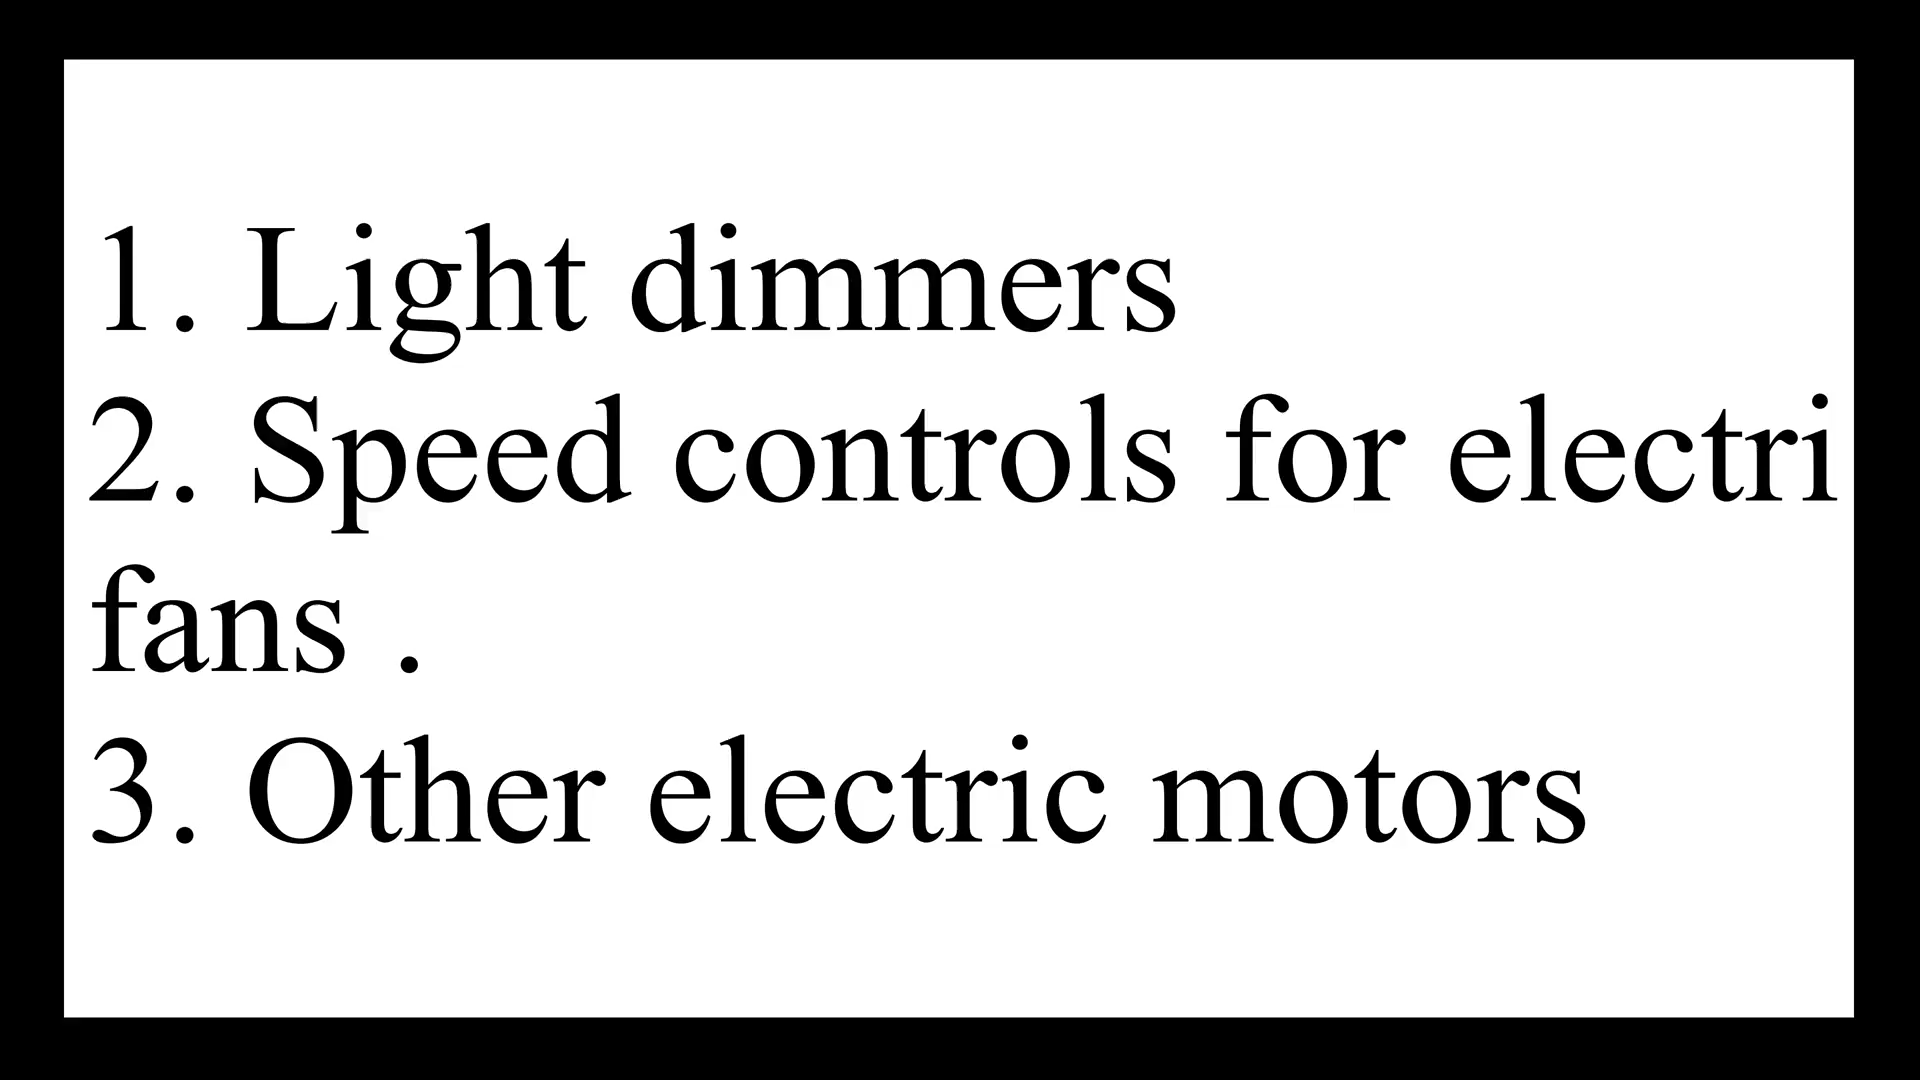 1. Light dimmers
2. Speed controls for electri
fans .
3. Other electric motors